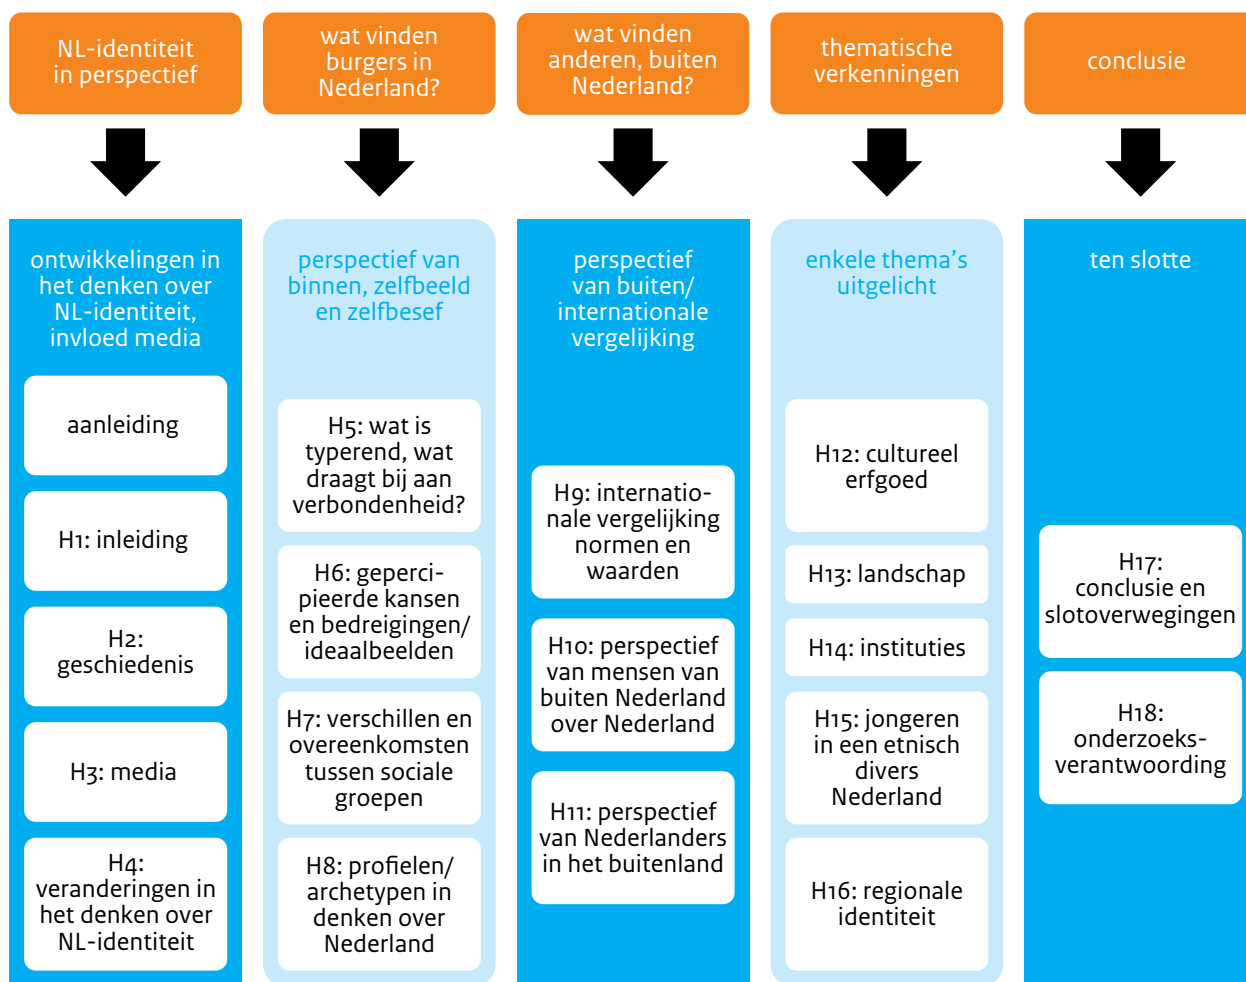 NL-identiteit
in perspectief
wat vinden
burgers in
Nederland?
wat vinden
anderen, buiten
Nederland?
thematische
verkenningen
conclusie
ontwikkelingen in
het denken over
NL-identiteit,
invloed media
aanleiding
H1: inleiding
H2:
geschiedenis
H3: media
H4:
veranderingen in
het denken over
NL-identiteit
perspectief van
binnen, zelfbeeld
en zelfbesef
H5: wat is
typerend, wat
draagt bij aan
verbondenheid?
H6: geperci-
pieerde kansen
en bedreigingen/
ideaalbeelden
H7: verschillen en
overeenkomsten
tussen sociale
groepen
H8: profielen/
archetypen in
denken over
Nederland
perspectief
van buiten/
internationale
vergelijking
H9: internatio-
nale vergelijking
normen en
waarden
H10: perspectief
van mensen van
buiten Nederland
over Nederland
H11: perspectief
van Nederlanders
in het buitenland
enkele thema's
uitgelicht
H12: cultureel
erfgoed
H13: landschap
H14: instituties
H15: jongeren
in een etnisch
divers
Nederland
H16: regionale
identiteit
ten slotte
H17:
conclusie en
slotoverwegingen
H18:
onderzoeks-
verantwoording